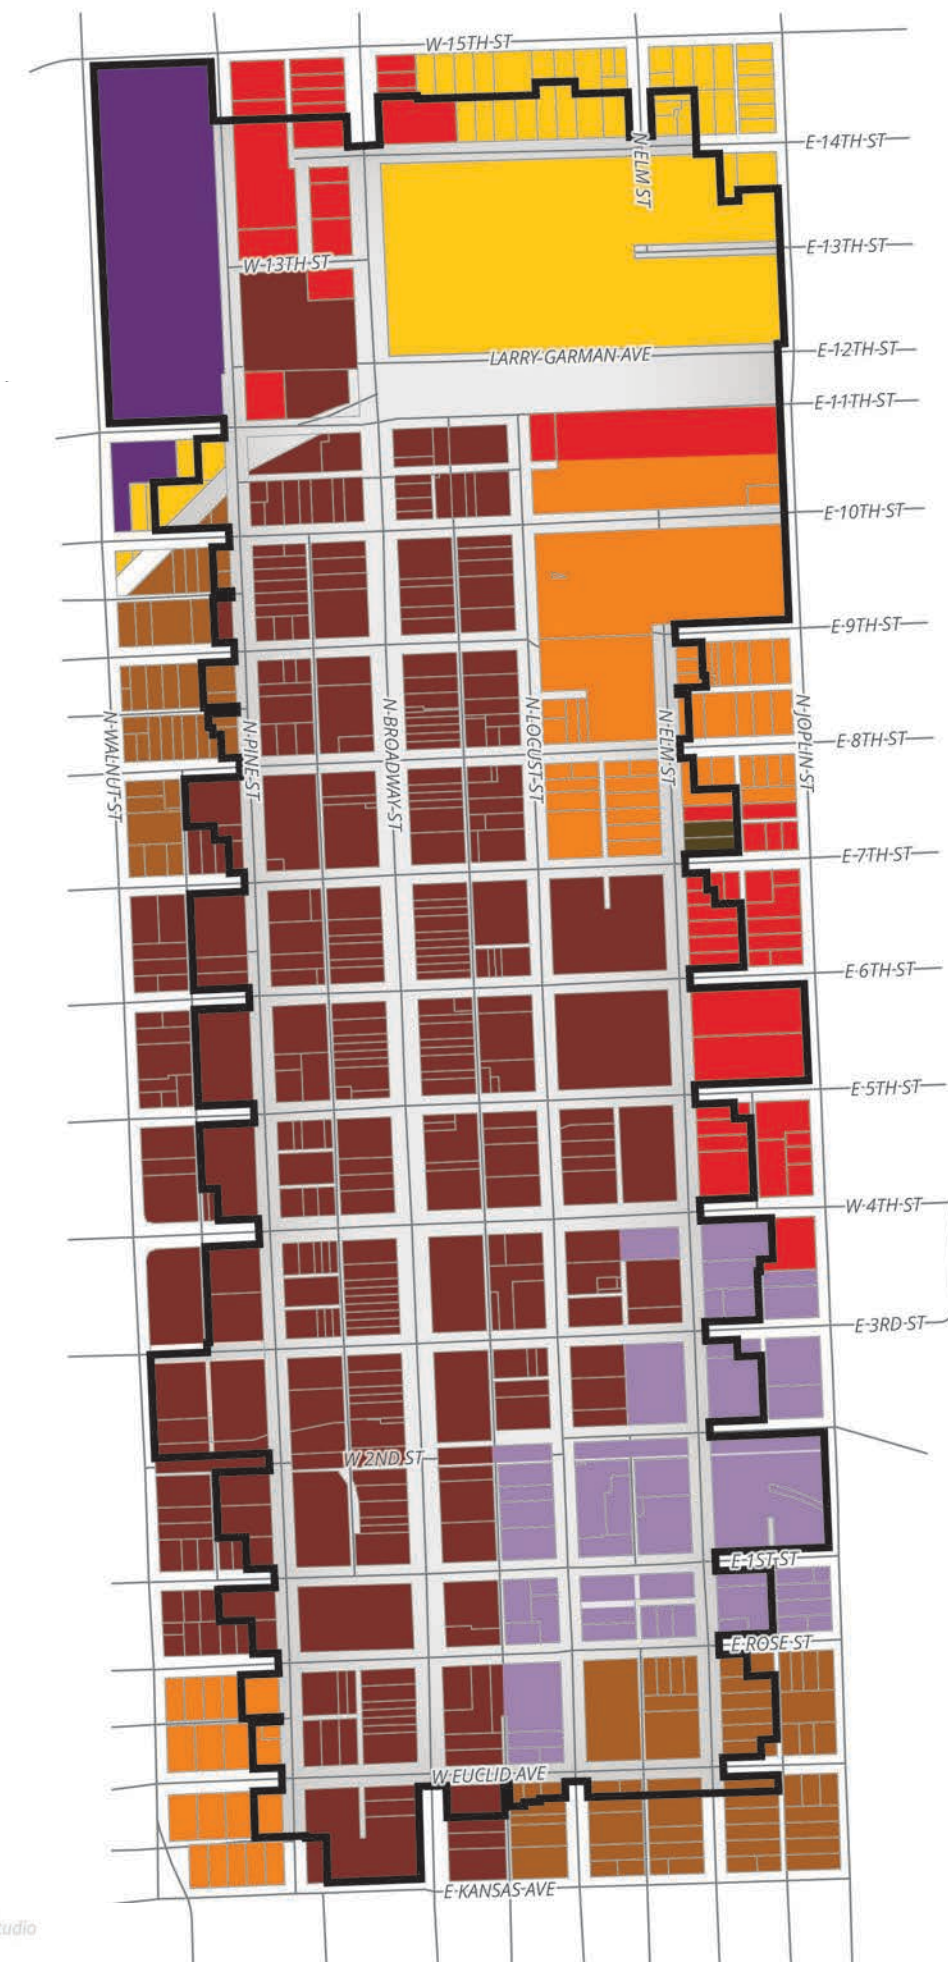 W 15TH ST
E 14TH ST
N ELM ST
E 13TH ST
W 13TH ST
E 12TH ST
LARRY GARMAN AVE
E 11TH ST
E 10TH ST
E 9TH ST
N WALNUT ST
N PINE ST
N BROADWAY ST
N LOCUST ST
N ELM ST
N JOPLIN ST
E 8TH ST
E 7TH ST
E 6TH ST
E 5TH ST
W 4TH ST
E 3RD ST
W 2ND ST
E 1ST ST
E ROSE ST
W EUCLID AVE
E KANSAS AVE
tudio